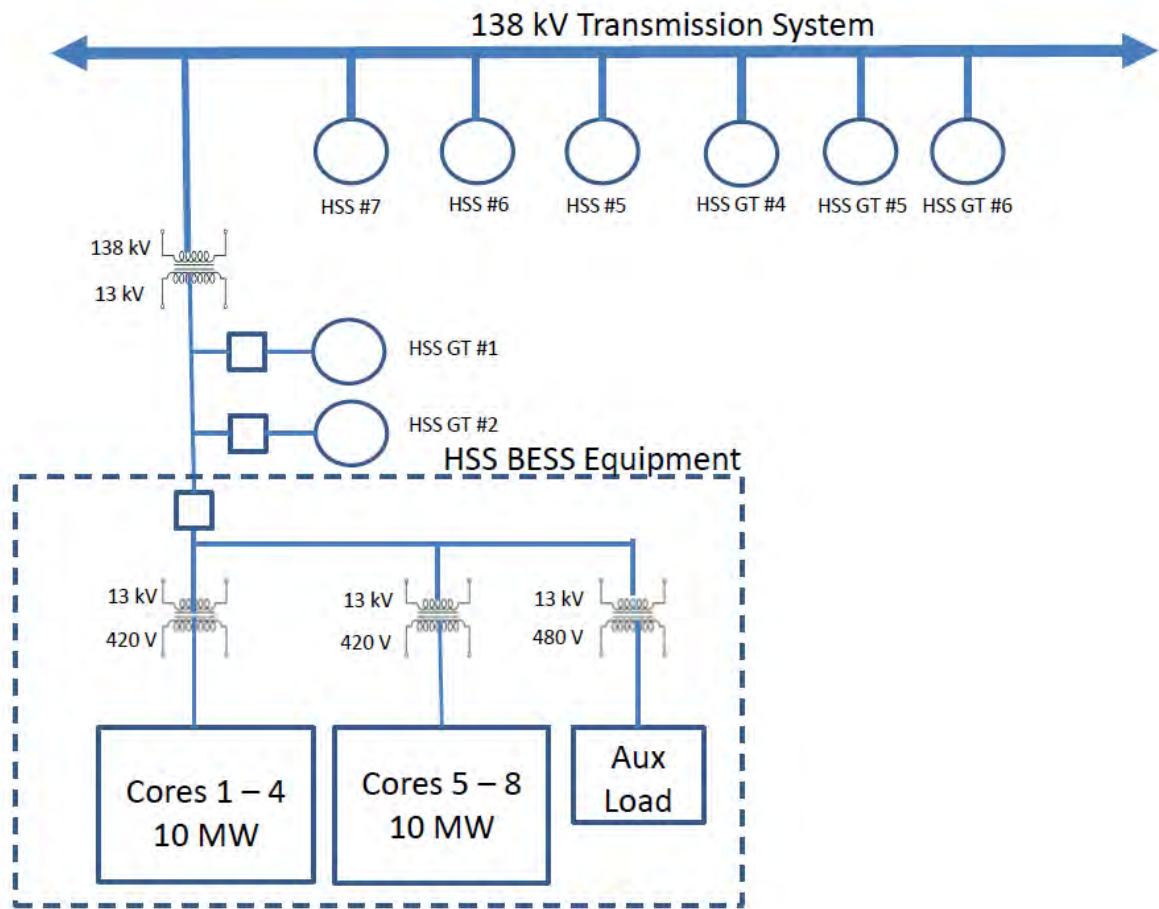 138 kV Transmission System
HSS #7
HSS #6
HSS #5
HSS GT #4
HSS GT #5
HSS GT #6
138 kV
13 kV
HSS GT #1
HSS GT #2
HSS BESS Equipment
13 kV
420 V
13 kV
420 V
13 kV
480 V
Cores 1 – 4
10 MW
Cores 5 – 8
10 MW
Aux
Load